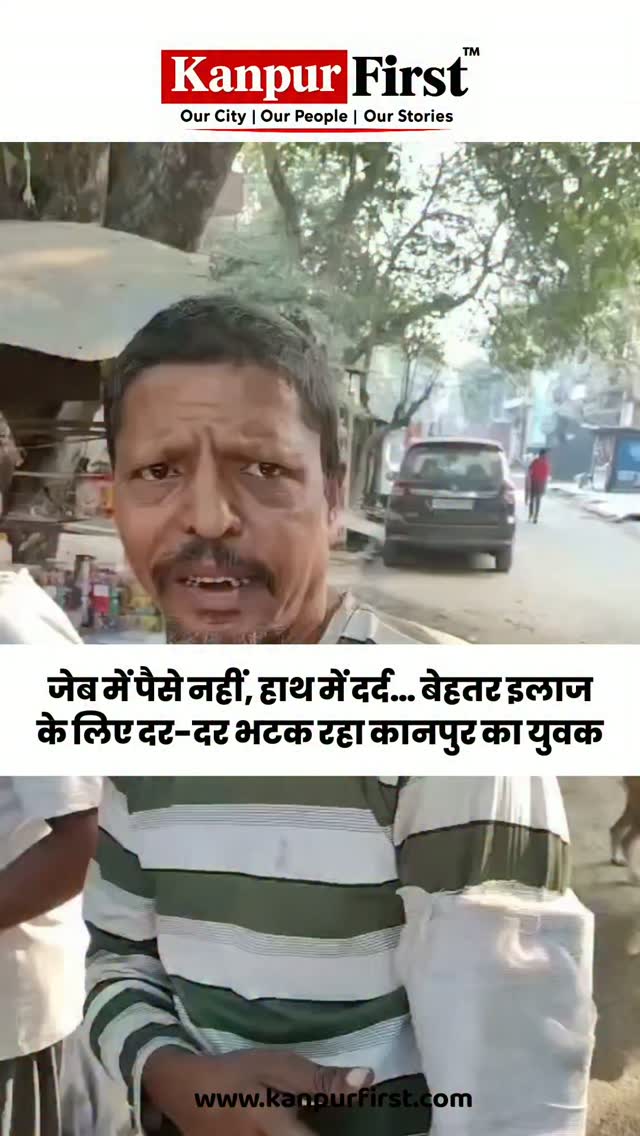 Kanpur First™
Our City | Our People | Our Stories
जेब में पैसे नहीं, हाथ में दर्द... बेहतर इलाज
के लिए दर-दर भटक रहा कानपुर का युवक
www.kanpurfirst.com